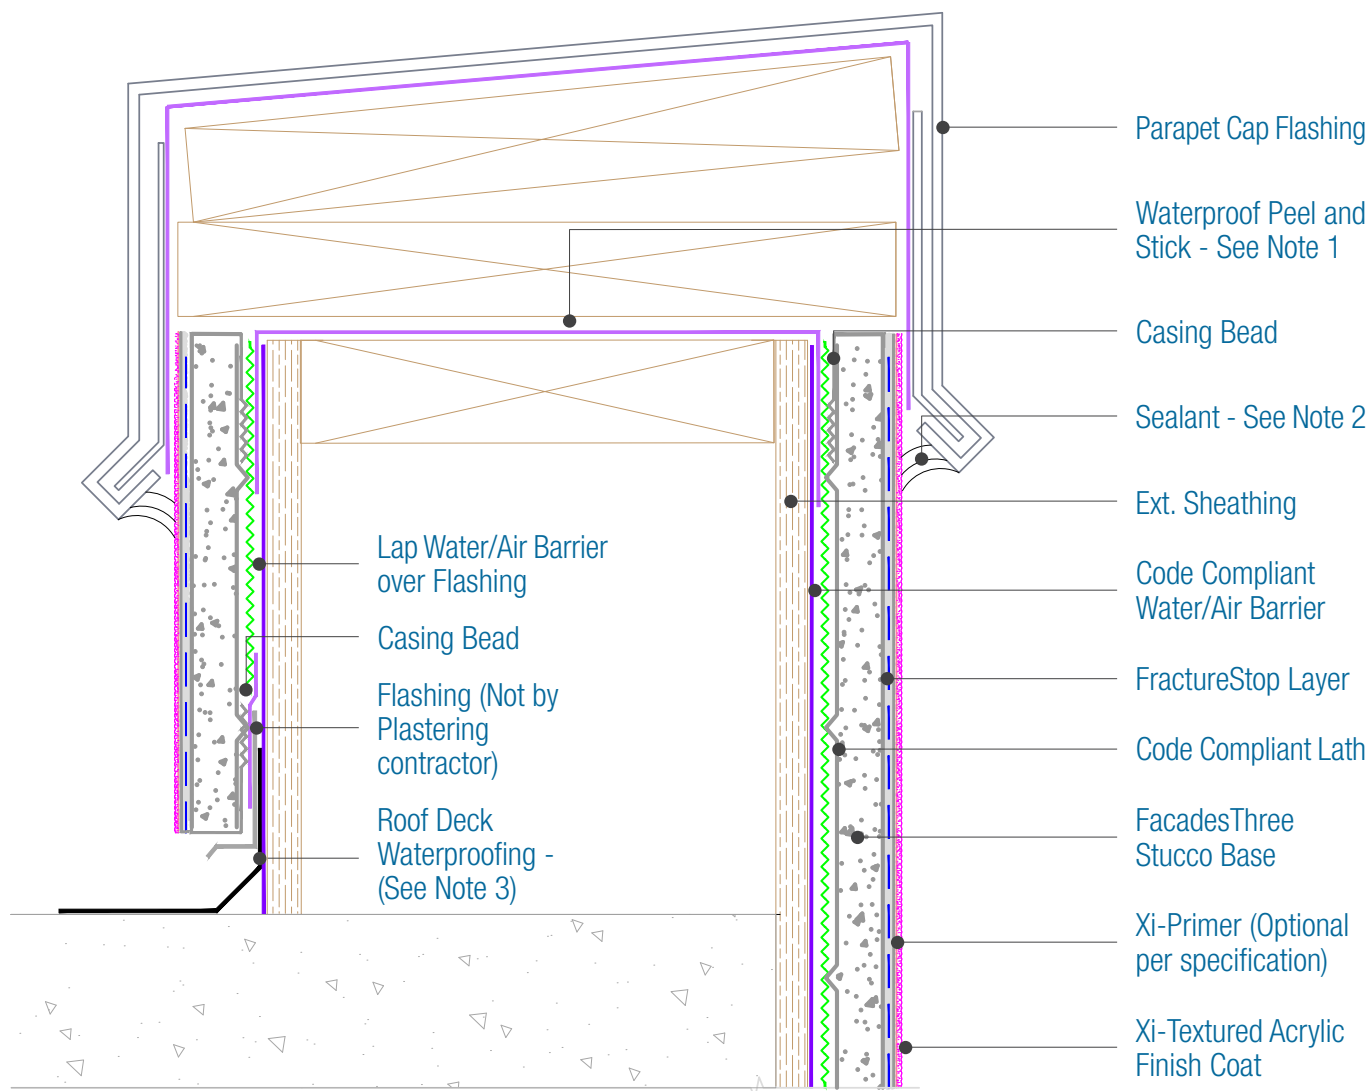 Parapet Cap Flashing
Waterproof Peel and
Stick - See Note 1
Casing Bead
Sealant - See Note 2
Ext. Sheathing
Code Compliant
Water/Air Barrier
FractureStop Layer
Code Compliant Lath
FacadesThree
Stucco Base
Xi-Primer (Optional
per specification)
Xi-Textured Acrylic
Finish Coat
Lap Water/Air Barrier
over Flashing
Casing Bead
Flashing (Not by
Plastering
contractor)
Roof Deck
Waterproofing -
(See Note 3)